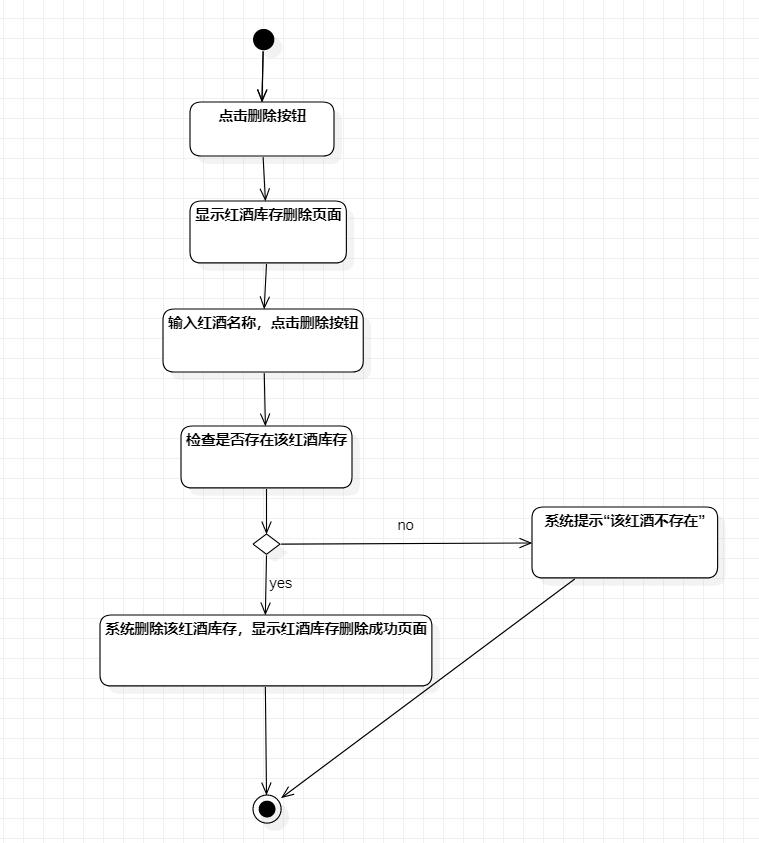 点击删除按钮
显示红酒库存删除页面
输入红酒名称，点击删除按钮
检查是否存在该红酒库存
no
系统提示“该红酒不存在”
yes
系统删除该红酒库存，显示红酒库存删除成功页面